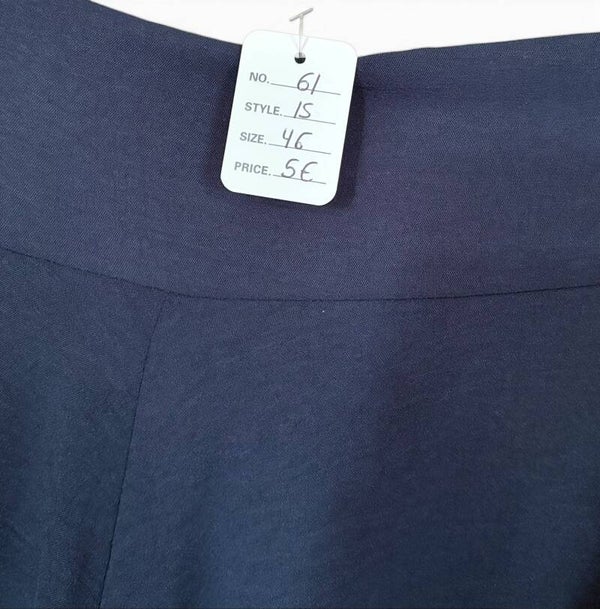 NO. 61
STYLE. 15
SIZE. 46
PRICE. 5€